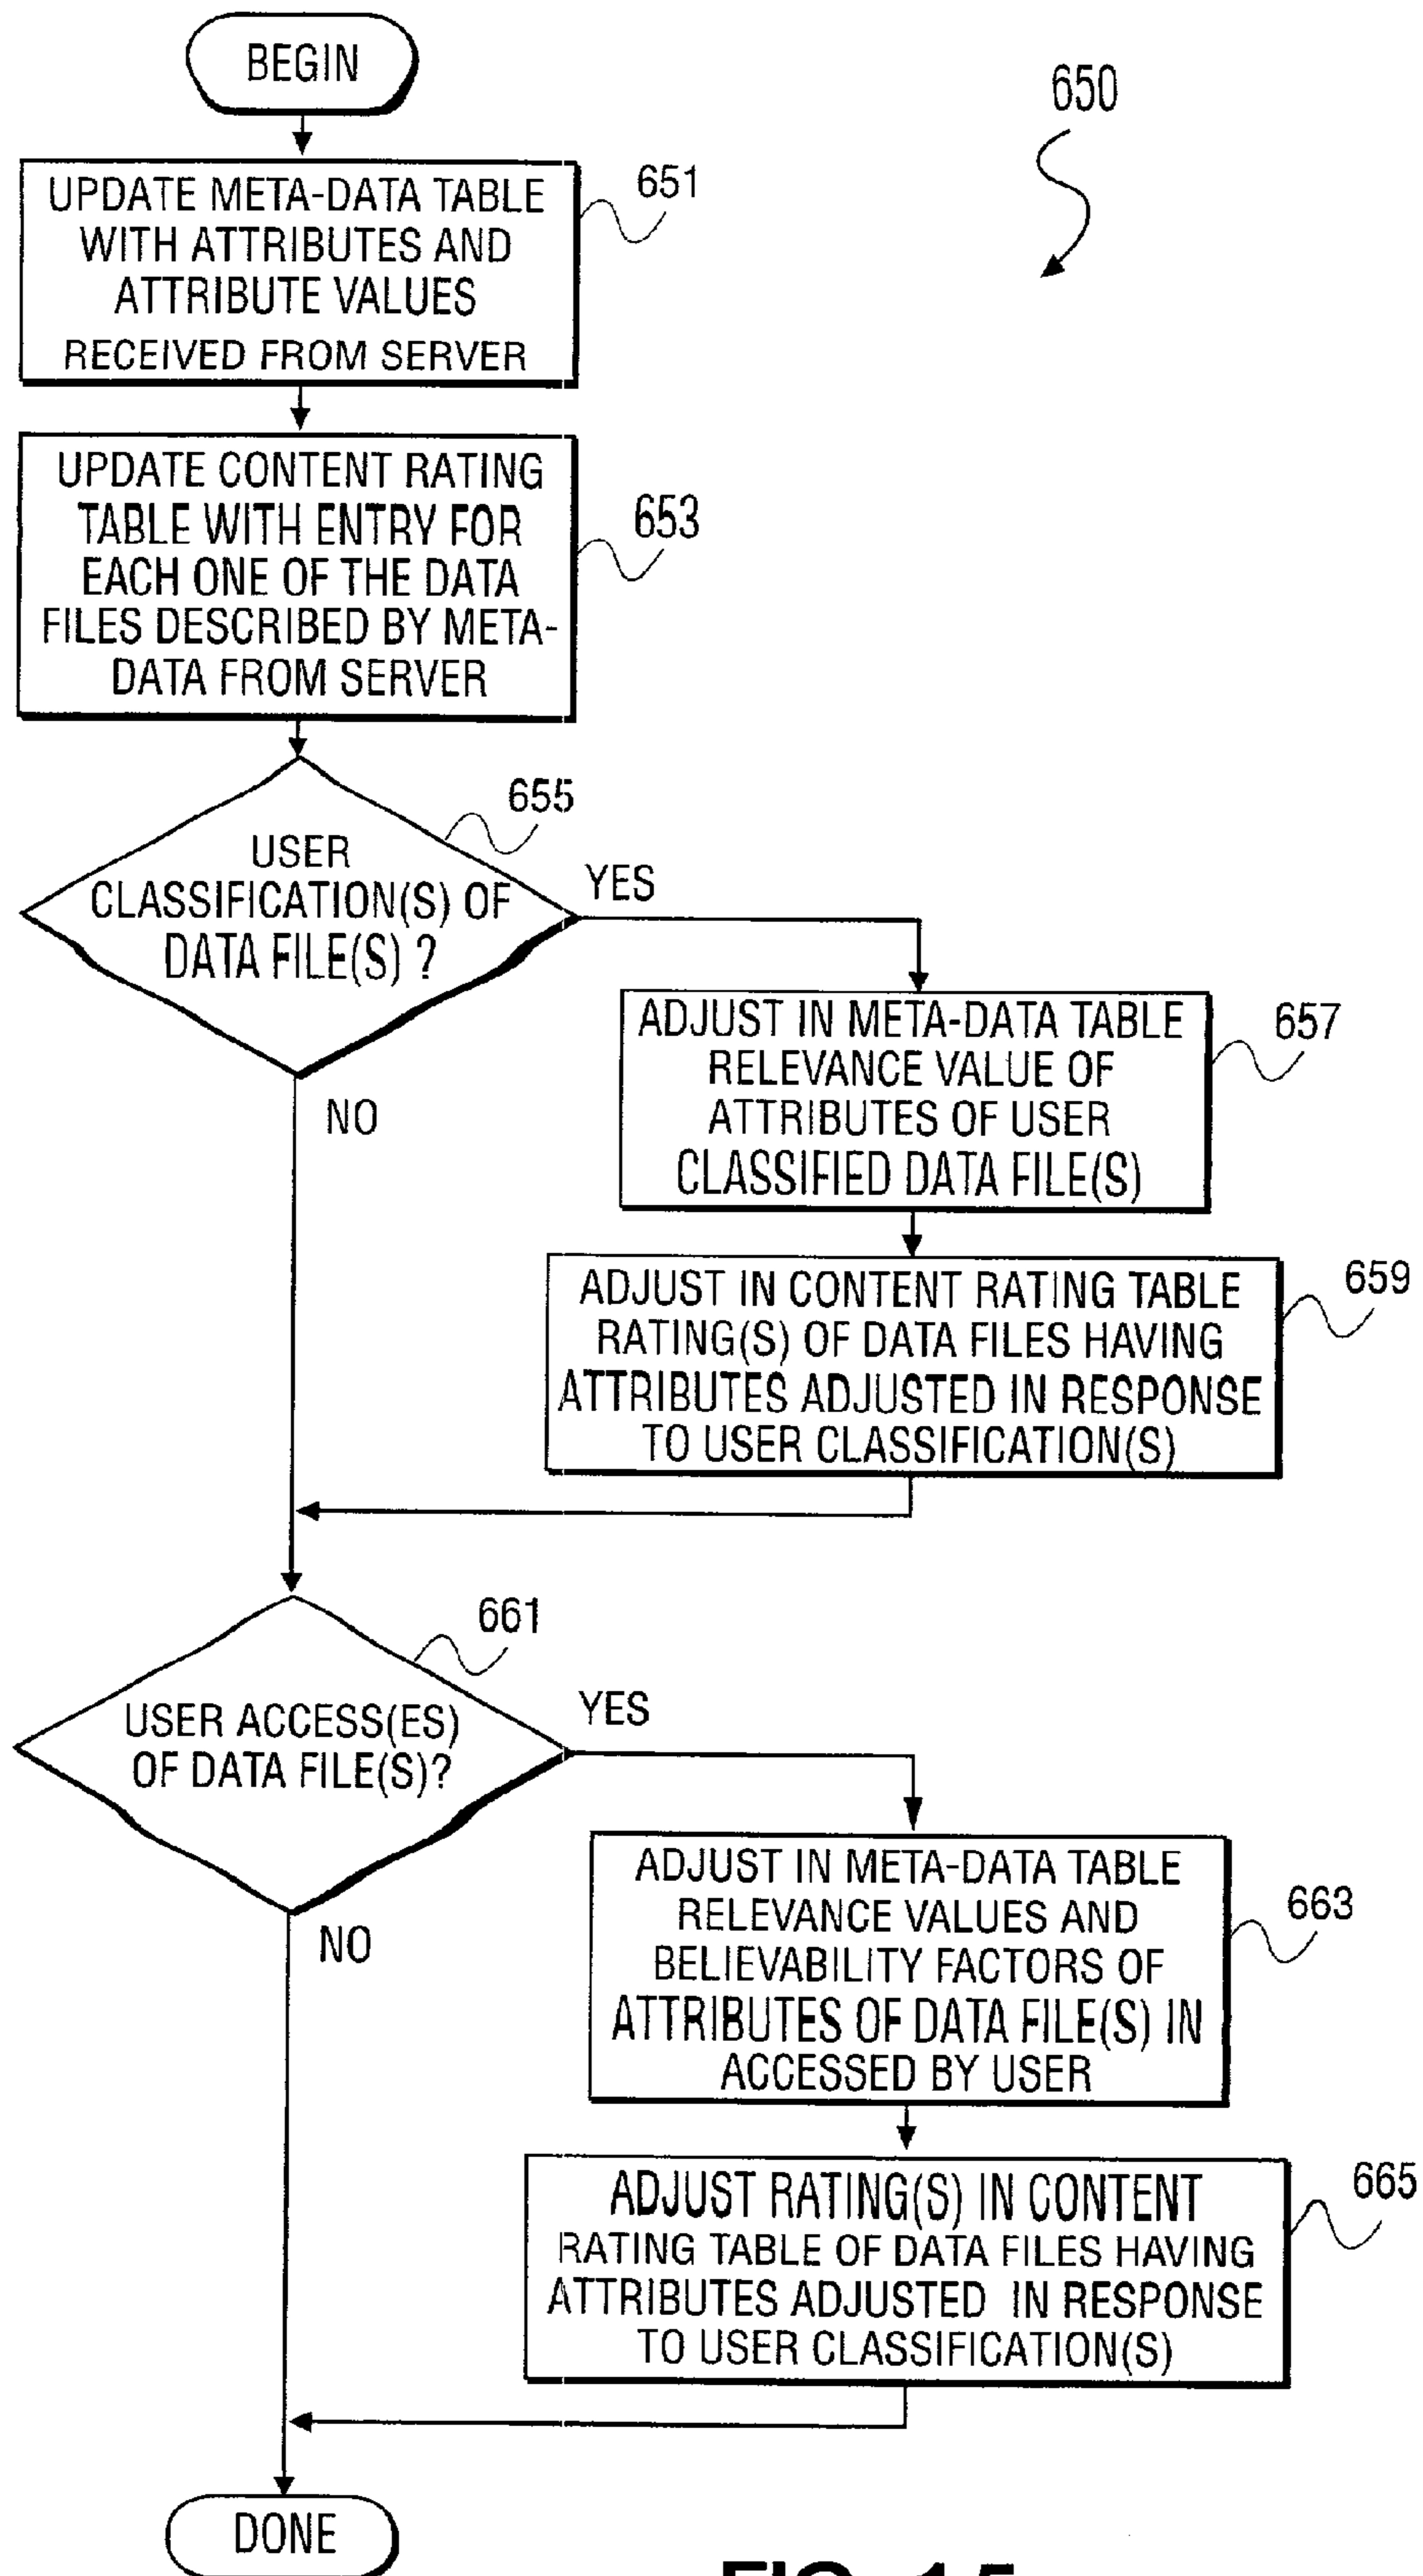 BEGIN
650
UPDATE META-DATA TABLE
WITH ATTRIBUTES AND
ATTRIBUTE VALUES
RECEIVED FROM SERVER
651
UPDATE CONTENT RATING
TABLE WITH ENTRY FOR
EACH ONE OF THE DATA
FILES DESCRIBED BY META-
DATA FROM SERVER
653
USER
CLASSIFICATION(S) OF
DATA FILE(S) ?
655
YES
NO
ADJUST IN META-DATA TABLE
RELEVANCE VALUE OF
ATTRIBUTES OF USER
CLASSIFIED DATA FILE(S)
657
ADJUST IN CONTENT RATING TABLE
RATING(S) OF DATA FILES HAVING
ATTRIBUTES ADJUSTED IN RESPONSE
TO USER CLASSIFICATION(S)
659
USER ACCESS(ES)
OF DATA FILE(S)?
661
YES
NO
ADJUST IN META-DATA TABLE
RELEVANCE VALUES AND
BELIEVABILITY FACTORS OF
ATTRIBUTES OF DATA FILE(S) IN
ACCESSED BY USER
663
ADJUST RATING(S) IN CONTENT
RATING TABLE OF DATA FILES HAVING
ATTRIBUTES ADJUSTED IN RESPONSE
TO USER CLASSIFICATION(S)
665
DONE
FIG. 15